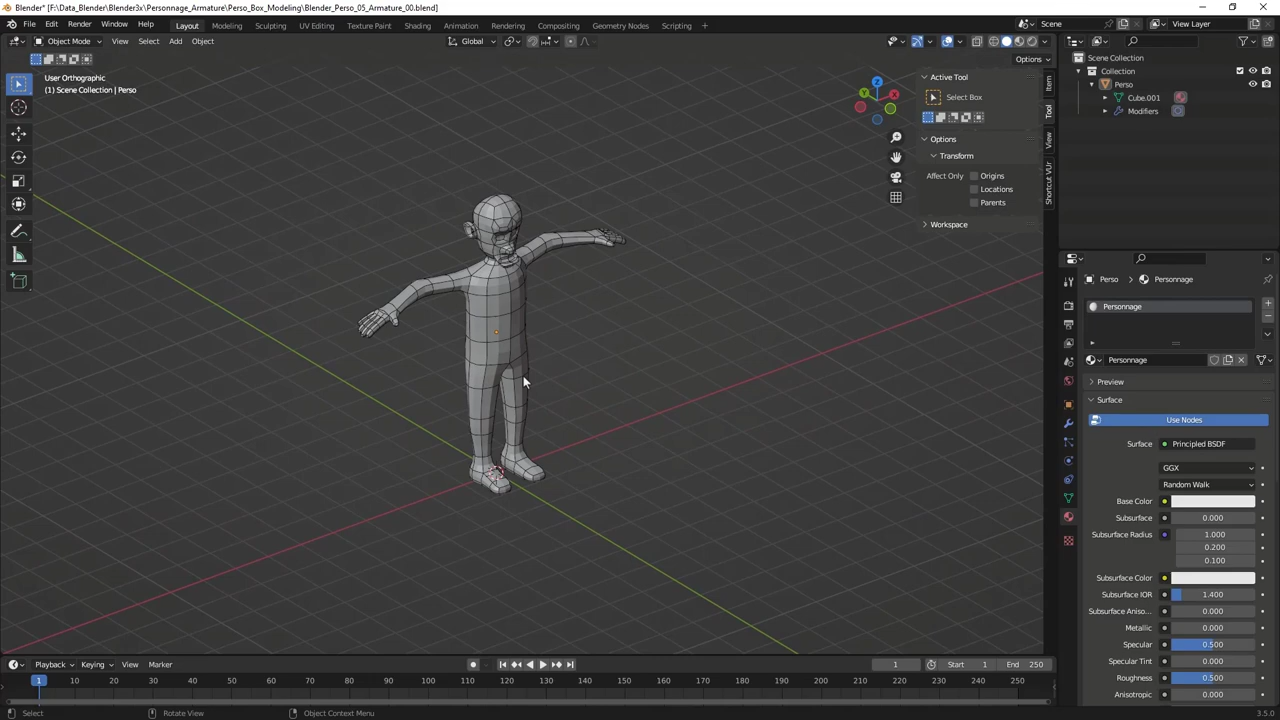 Blender* [F:\Data_Blender\Blender3x\Personnage_Armature\Perso_Box_Modeling\Blender_Perso_05_Armature_00.blend]
File Edit Render Window Help Layout Modeling Sculpting UV Editing Texture Paint Shading Animation Rendering Compositing Geometry Nodes Scripting + Scene View Layer
Object Mode View Select Add Object Global
Options
User Orthographic
(1) Scene Collection | Perso
Z
Y
X
Active Tool
Select Box
Options
Transform
Affect Only Origins
Locations
Parents
Workspace
Item
Tool
View
Shortcut VUr
Scene Collection
Collection
Perso
Cube.001
Modifiers
Perso Personnage
Personnage
Personnage
Preview
Surface
Use Nodes
Surface Principled BSDF
GGX
Random Walk
Base Color
Subsurface 0.000
Subsurface Radius 1.000
0.200
0.100
Subsurface Color
Subsurface IOR 1.400
Subsurface Aniso... 0.000
Metallic 0.000
Specular 0.500
Specular Tint 0.000
Roughness 0.500
Anisotropic 0.000
Playback Keying View Marker 1 Start 1 End 250
1 10 20 30 40 50 60 70 80 90 100 110 120 130 140 150 160 170 180 190 200 210 220 230 240 250
Select Rotate View Object Context Menu 3.5.0